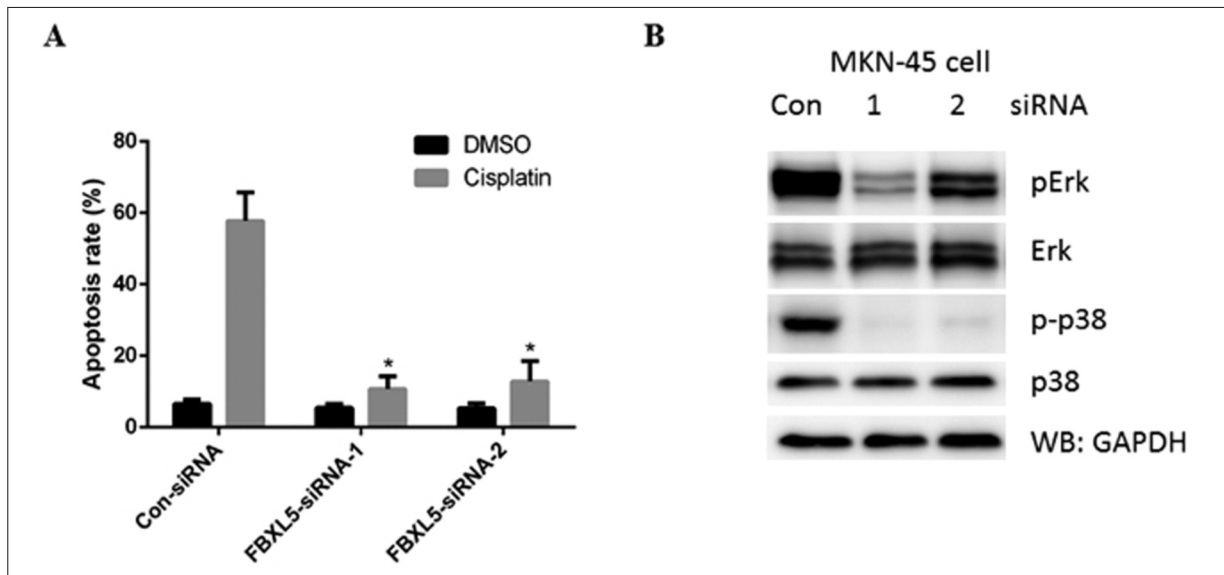 A
Apoptosis rate (%)
80
60
40
20
0
DMSO
Cisplatin
*
*
Con-siRNA
FBXL5-siRNA-1
FBXL5-siRNA-2
B
MKN-45 cell
Con 1 2 siRNA
pErk
Erk
p-p38
p38
WB: GAPDH